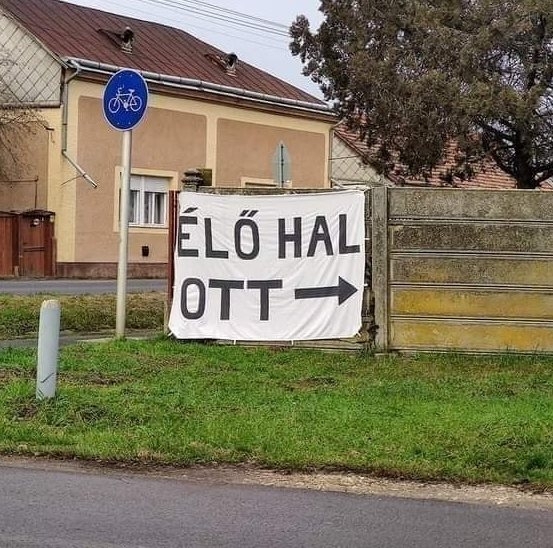 ÉLŐ HAL
OTT →